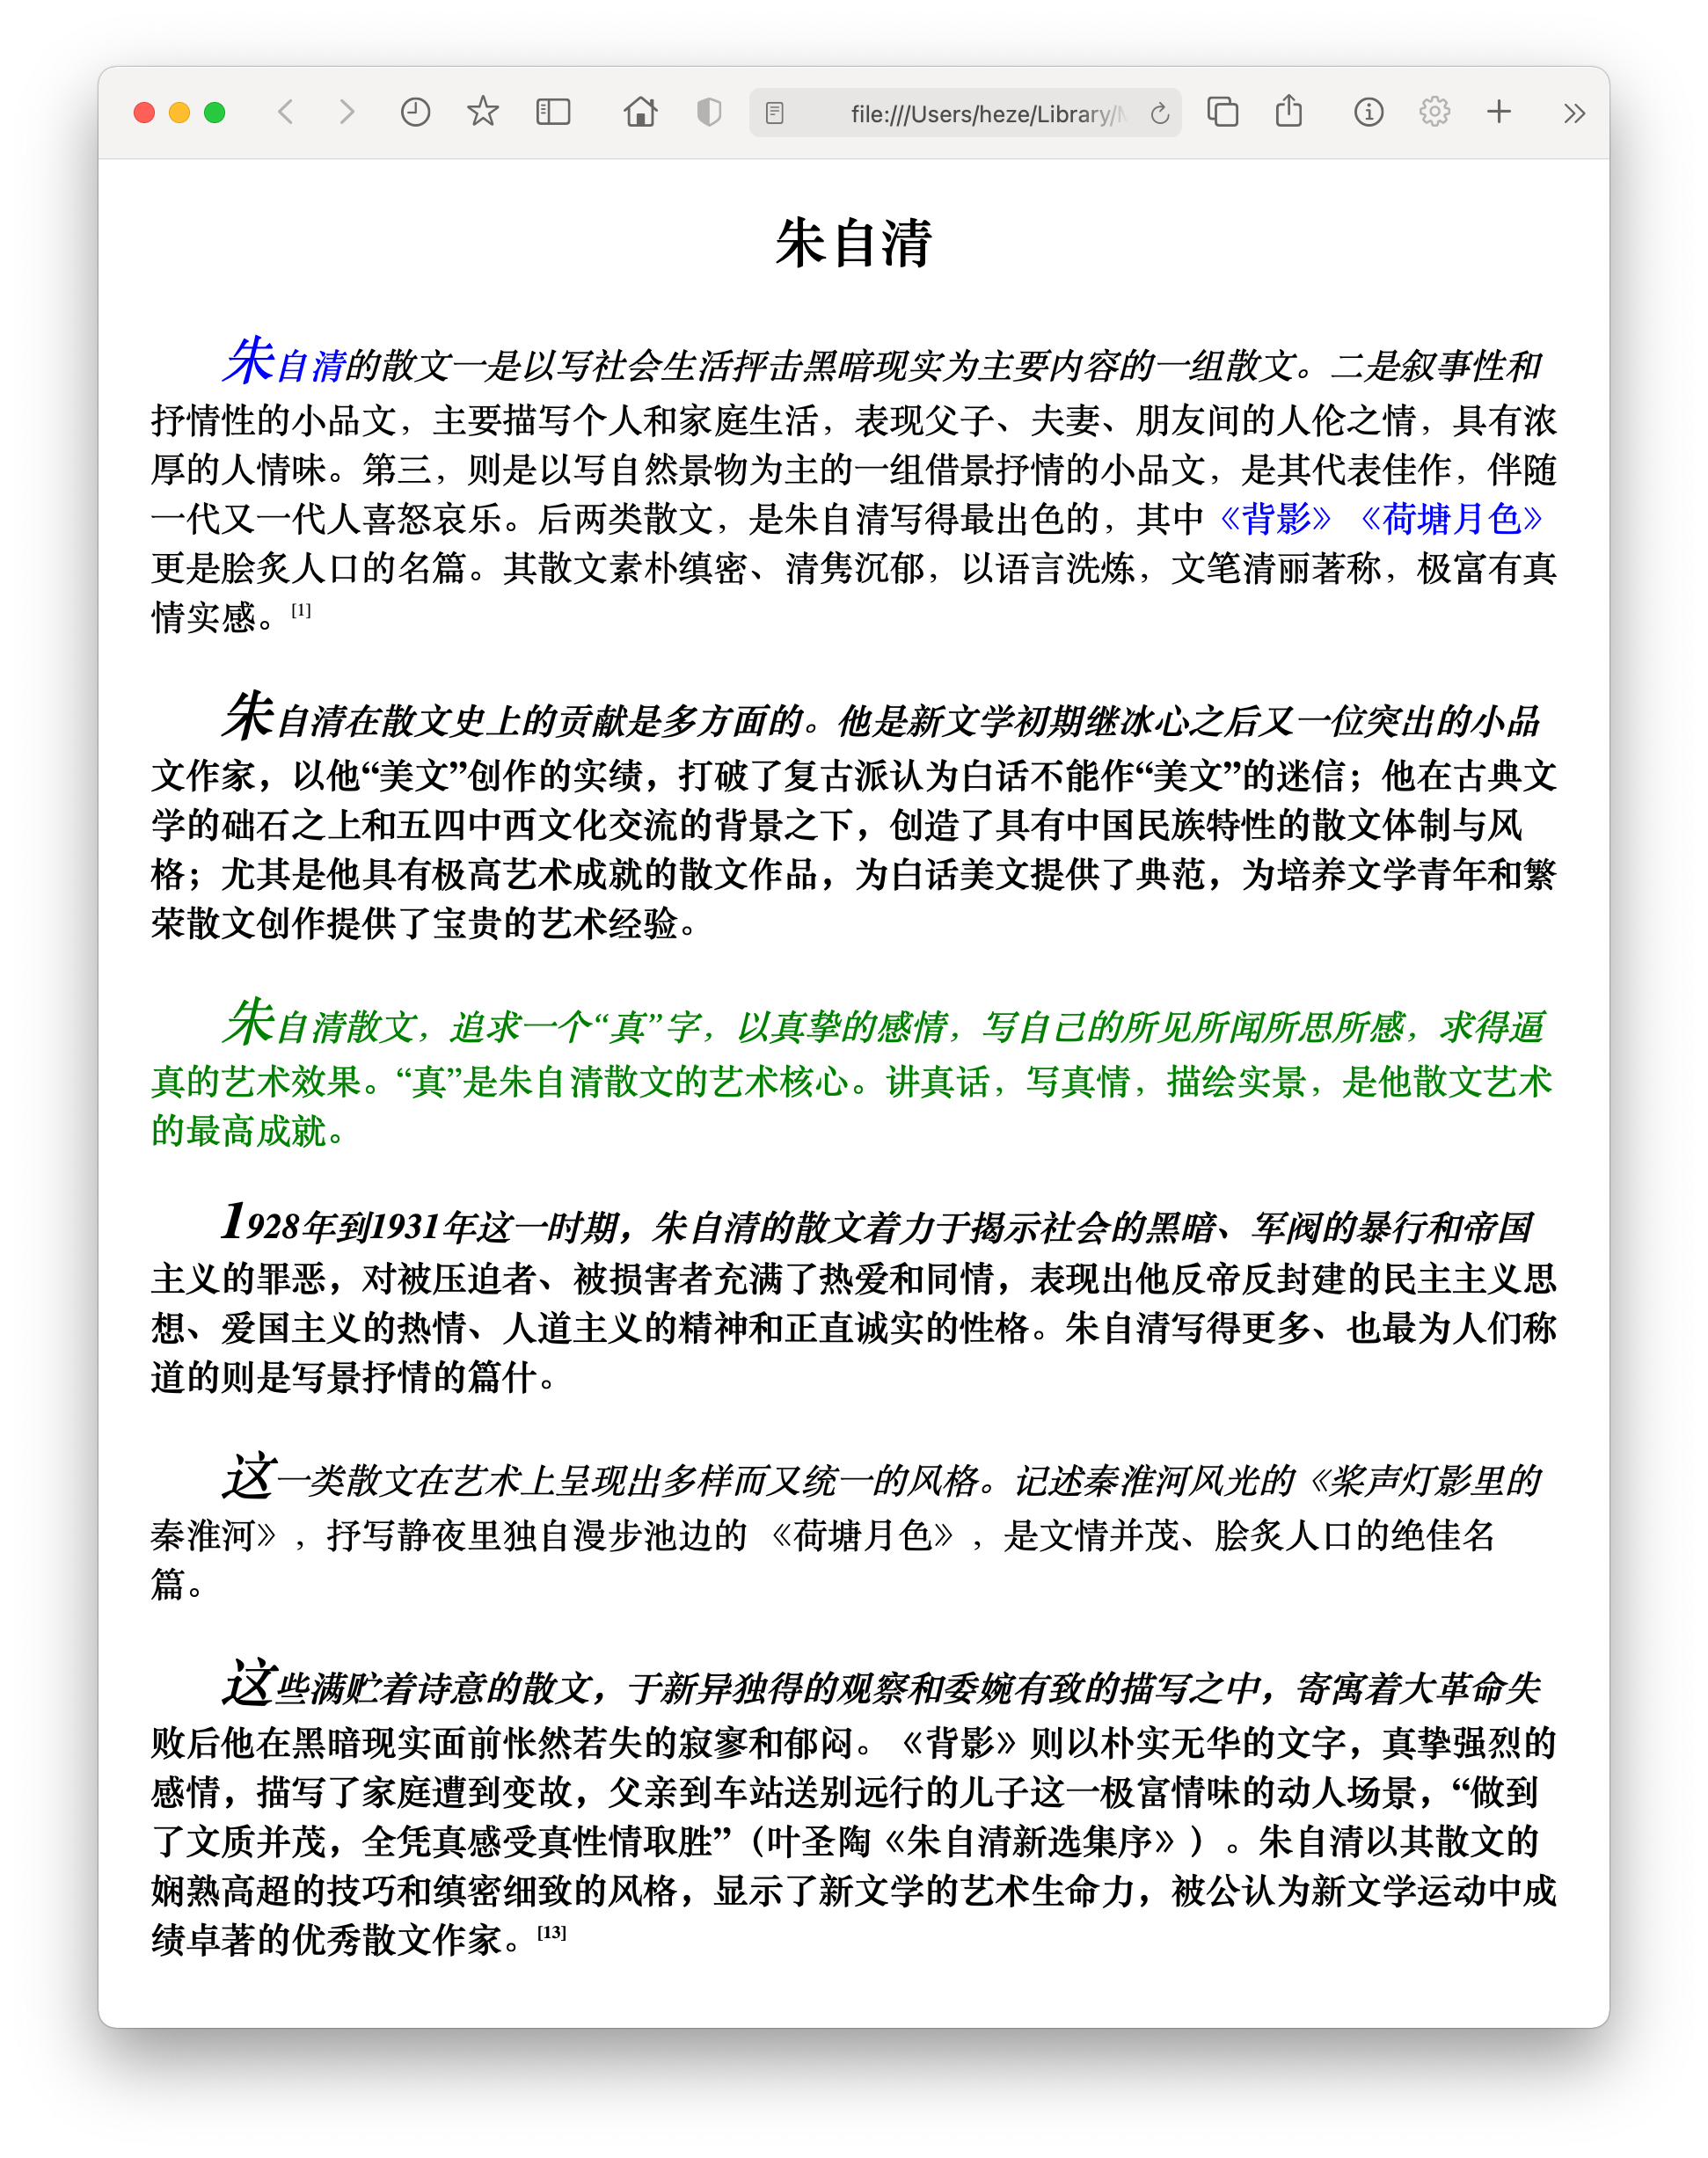 file:///Users/heze/Library/
朱自清
朱自清的散文一是以写社会生活抨击黑暗现实为主要内容的一组散文。二是叙事性和
抒情性的小品文，主要描写个人和家庭生活，表现父子、夫妻、朋友间的人伦之情，具有浓
厚的人情味。第三，则是以写自然景物为主的一组借景抒情的小品文，是其代表佳作，伴随
一代又一代人喜怒哀乐。后两类散文，是朱自清写得最出色的，其中《背影》《荷塘月色》
更是脍炙人口的名篇。其散文素朴缜密、清隽沉郁，以语言洗炼，文笔清丽著称，极富有真
情实感。[1]
朱自清在散文史上的贡献是多方面的。他是新文学初期继冰心之后又一位突出的小品
文作家，以他“美文”创作的实绩，打破了复古派认为白话不能作“美文”的迷信；他在古典文
学的础石之上和五四中西文化交流的背景之下，创造了具有中国民族特性的散文体制与风
格；尤其是他具有极高艺术成就的散文作品，为白话美文提供了典范，为培养文学青年和繁
荣散文创作提供了宝贵的艺术经验。
朱自清散文，追求一个“真”字，以真挚的感情，写自己的所见所闻所思所感，求得逼
真的艺术效果。“真”是朱自清散文的艺术核心。讲真话，写真情，描绘实景，是他散文艺术
的最高成就。
1928年到1931年这一时期，朱自清的散文着力于揭示社会的黑暗、军阀的暴行和帝国
主义的罪恶，对被压迫者、被损害者充满了热爱和同情，表现出他反帝反封建的民主主义思
想、爱国主义的热情、人道主义的精神和正直诚实的性格。朱自清写得更多、也最为人们称
道的则是写景抒情的篇什。
这一类散文在艺术上呈现出多样而又统一的风格。记述秦淮河风光的《桨声灯影里的
秦淮河》，抒写静夜里独自漫步池边的 《荷塘月色》，是文情并茂、脍炙人口的绝佳名
篇。
这些满贮着诗意的散文，于新异独得的观察和委婉有致的描写之中，寄寓着大革命失
败后他在黑暗现实面前怅然若失的寂寥和郁闷。《背影》则以朴实无华的文字，真挚强烈的
感情，描写了家庭遭到变故，父亲到车站送别远行的儿子这一极富情味的动人场景，“做到
了文质并茂，全凭真感受真性情取胜”（叶圣陶《朱自清新选集序》）。朱自清以其散文的
娴熟高超的技巧和缜密细致的风格，显示了新文学的艺术生命力，被公认为新文学运动中成
绩卓著的优秀散文作家。[13]